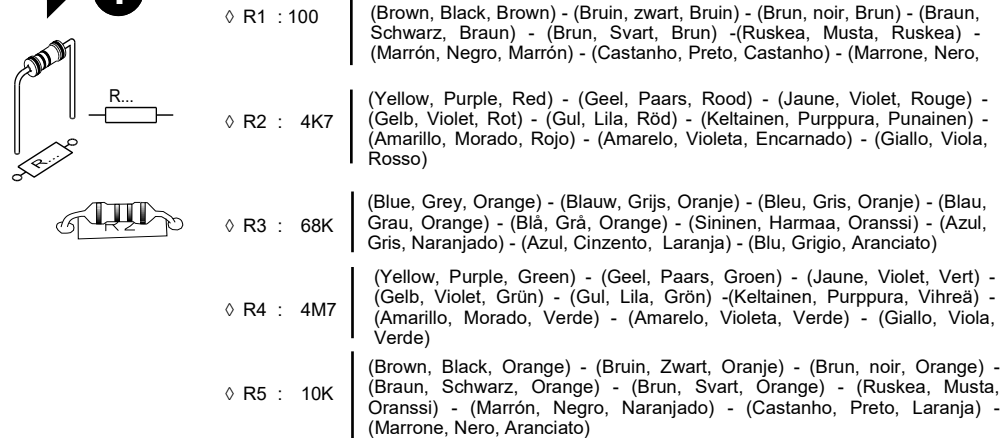 ◊ R1 : 100
(Brown, Black, Brown) - (Bruin, zwart, Bruin) - (Brun, noir, Brun) - (Braun,
Schwarz, Braun) - (Brun, Svart, Brun) -(Ruskea, Musta, Ruskea) -
(Marrón, Negro, Marrón) - (Castanho, Preto, Castanho) - (Marrone, Nero,
R...
R...
◊ R2 : 4K7
(Yellow, Purple, Red) - (Geel, Paars, Rood) - (Jaune, Violet, Rouge) -
(Gelb, Violet, Rot) - (Gul, Lila, Röd) - (Keltainen, Purppura, Punainen) -
(Amarillo, Morado, Rojo) - (Amarelo, Violeta, Encarnado) - (Giallo, Viola,
Rosso)
R2
◊ R3 : 68K
(Blue, Grey, Orange) - (Blauw, Grijs, Oranje) - (Bleu, Gris, Oranje) - (Blau,
Grau, Orange) - (Blå, Grå, Orange) - (Sininen, Harmaa, Oranssi) - (Azul,
Gris, Naranjado) - (Azul, Cinzento, Laranja) - (Blu, Grigio, Aranciato)
◊ R4 : 4M7
(Yellow, Purple, Green) - (Geel, Paars, Groen) - (Jaune, Violet, Vert) -
(Gelb, Violet, Grün) - (Gul, Lila, Grön) -(Keltainen, Purppura, Vihreä) -
(Amarillo, Morado, Verde) - (Amarelo, Violeta, Verde) - (Giallo, Viola,
Verde)
◊ R5 : 10K
(Brown, Black, Orange) - (Bruin, Zwart, Oranje) - (Brun, noir, Orange) -
(Braun, Schwarz, Orange) - (Brun, Svart, Orange) - (Ruskea, Musta,
Oranssi) - (Marrón, Negro, Naranjado) - (Castanho, Preto, Laranja) -
(Marrone, Nero, Aranciato)